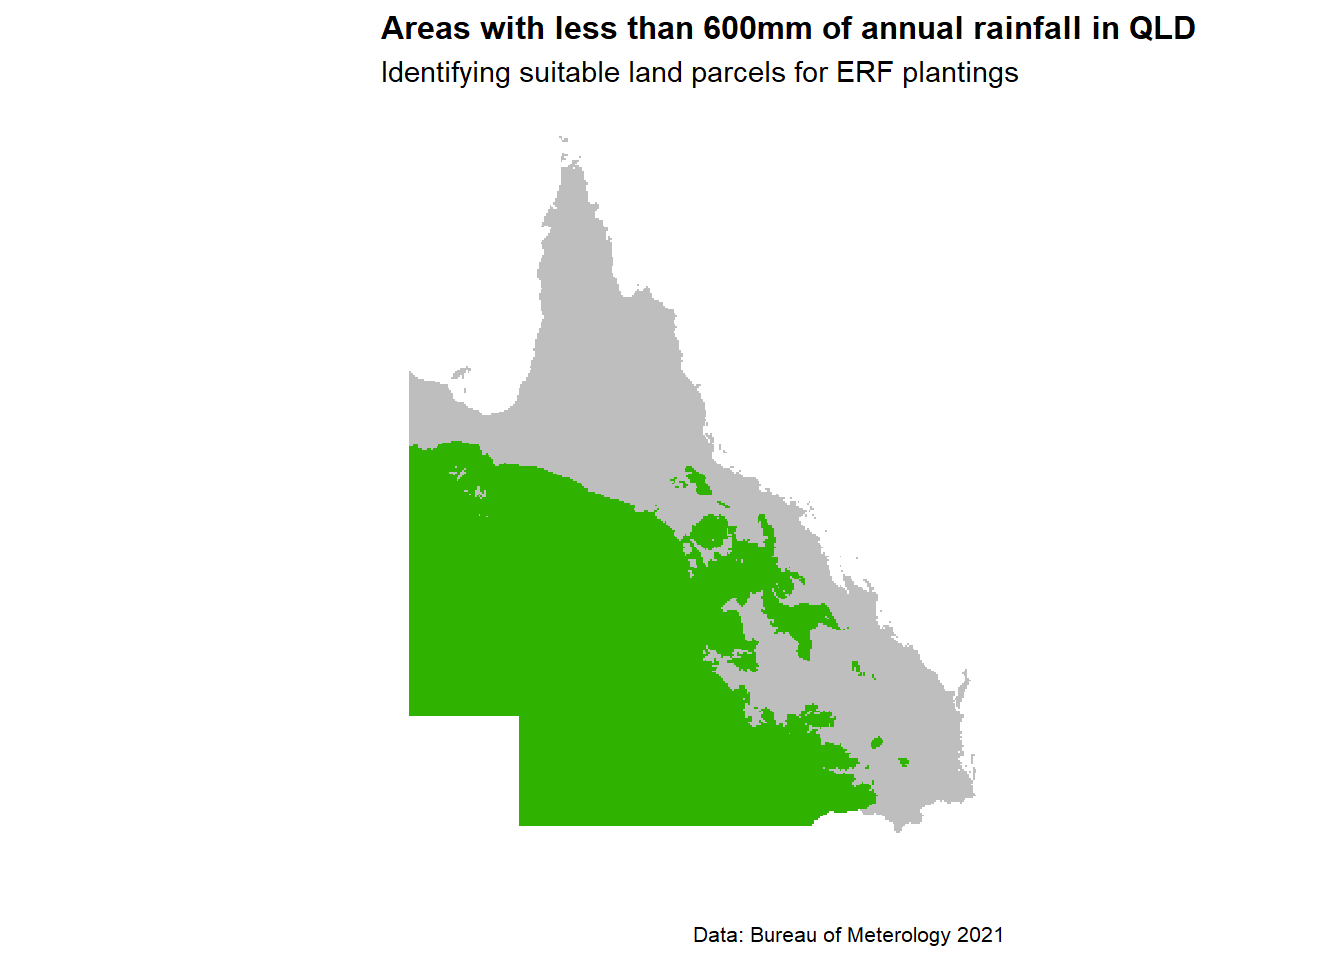 Areas with less than 600mm of annual rainfall in QLD
Identifying suitable land parcels for ERF plantings
Data: Bureau of Meterology 2021